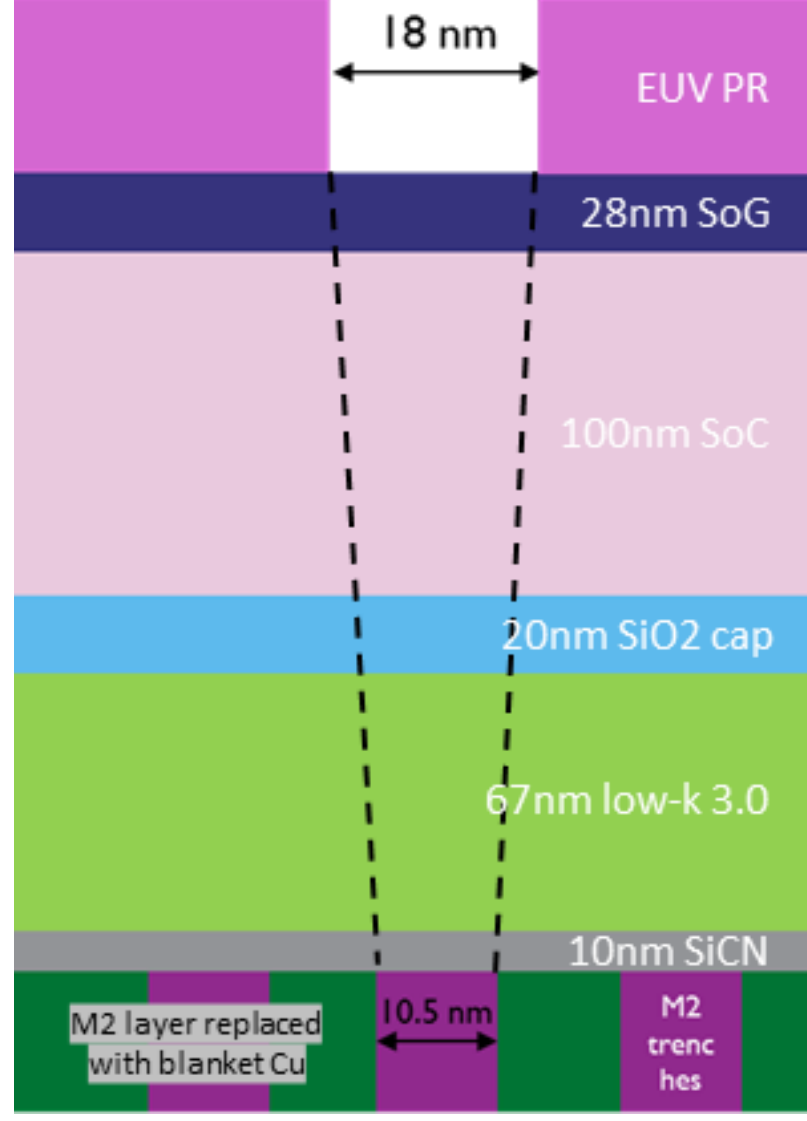 18 nm
EUV PR
28nm SoG
100nm SoC
20nm SiO2 cap
67nm low-k 3.0
10nm SiCN
M2 layer replaced
with blanket Cu
10.5 nm
M2
trenc
hes